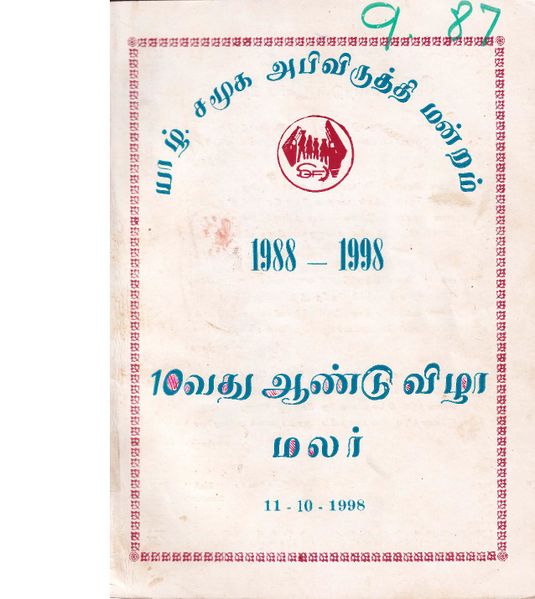 9. 87
யாழ். சமூக அபிவிருத்தி மன்றம்
1988 – 1998
10வது ஆண்டு விழா
மலர்
11 - 10 - 1998